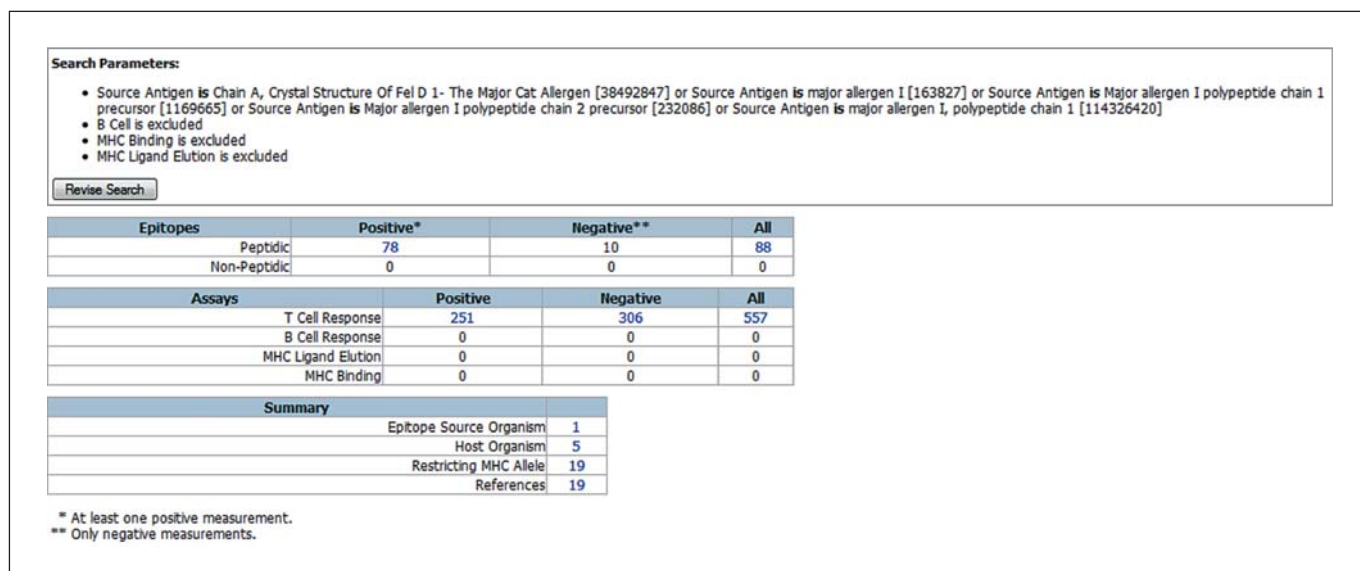 Search Parameters:
• Source Antigen is Chain A, Crystal Structure Of Fel D 1- The Major Cat Allergen [38492847] or Source Antigen is major allergen I [163827] or Source Antigen is Major allergen I polypeptide chain 1
precursor [1169665] or Source Antigen is Major allergen I polypeptide chain 2 precursor [232086] or Source Antigen is major allergen I, polypeptide chain 1 [114326420]
• B Cell is excluded
• MHC Binding is excluded
• MHC Ligand Elution is excluded
Revise Search
Epitopes Positive* Negative** All
Peptidic 78 10 88
Non-Peptidic 0 0 0
Assays Positive Negative All
T Cell Response 251 306 557
B Cell Response 0 0 0
MHC Ligand Elution 0 0 0
MHC Binding 0 0 0
Summary
Epitope Source Organism 1
Host Organism 5
Restricting MHC Allele 19
References 19
* At least one positive measurement.
** Only negative measurements.